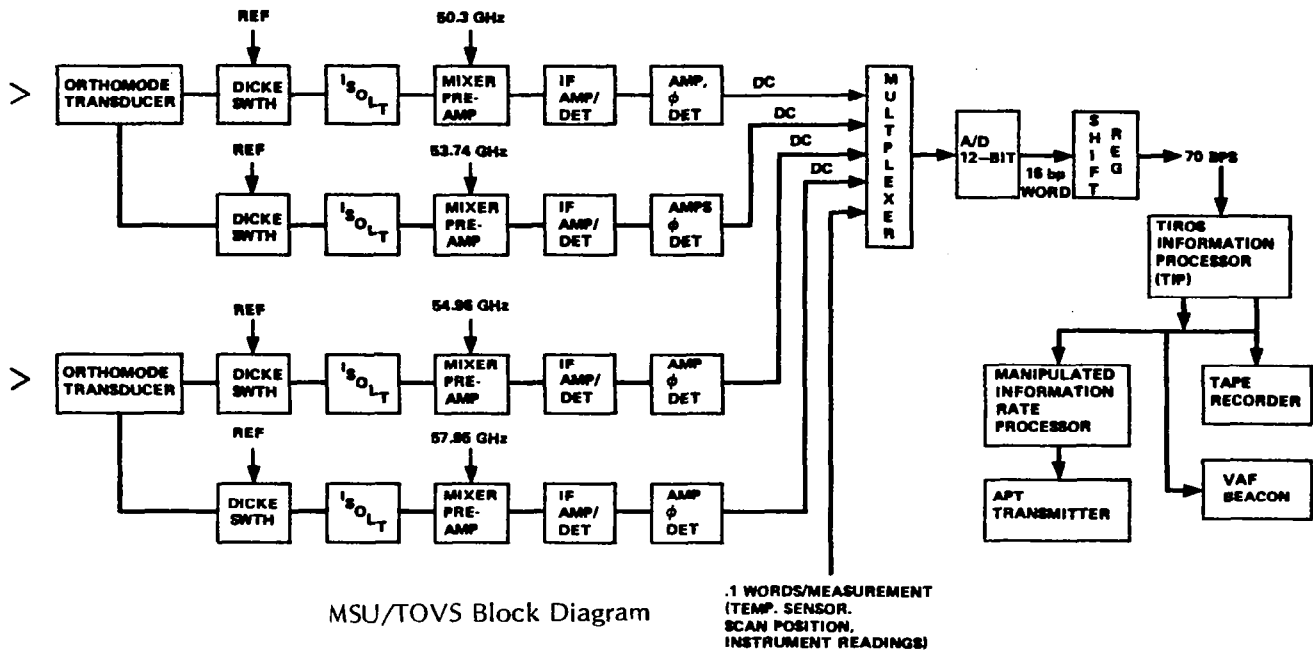 REF
50.3 GHz
>
ORTHOMODE
TRANSDUCER
DICKE
SWTH
ISOLT
MIXER
PRE-
AMP
IF
AMP/
DET
AMP,
ϕ
DET
DC
REF
53.74 GHz
DICKE
SWTH
ISOLT
MIXER
PRE-
AMP
IF
AMP/
DET
AMPS
ϕ
DET
DC
DC
DC
MULTPLEXER
A/D
12-BIT
16 bp
WORD
SHIFT
REG
70 BPS
TIROS
INFORMATION
PROCESSOR
(TIP)
REF
54.96 GHz
>
ORTHOMODE
TRANSDUCER
DICKE
SWTH
ISOLT
MIXER
PRE-
AMP
IF
AMP/
DET
AMP
ϕ
DET
MANIPULATED
INFORMATION
RATE
PROCESSOR
TAPE
RECORDER
REF
57.95 GHz
DICKE
SWTH
ISOLT
MIXER
PRE-
AMP
IF
AMP/
DET
AMP
ϕ
DET
APT
TRANSMITTER
VAF
BEACON
MSU/TOVS Block Diagram
.1 WORDS/MEASUREMENT
(TEMP. SENSOR.
SCAN POSITION,
INSTRUMENT READINGS)